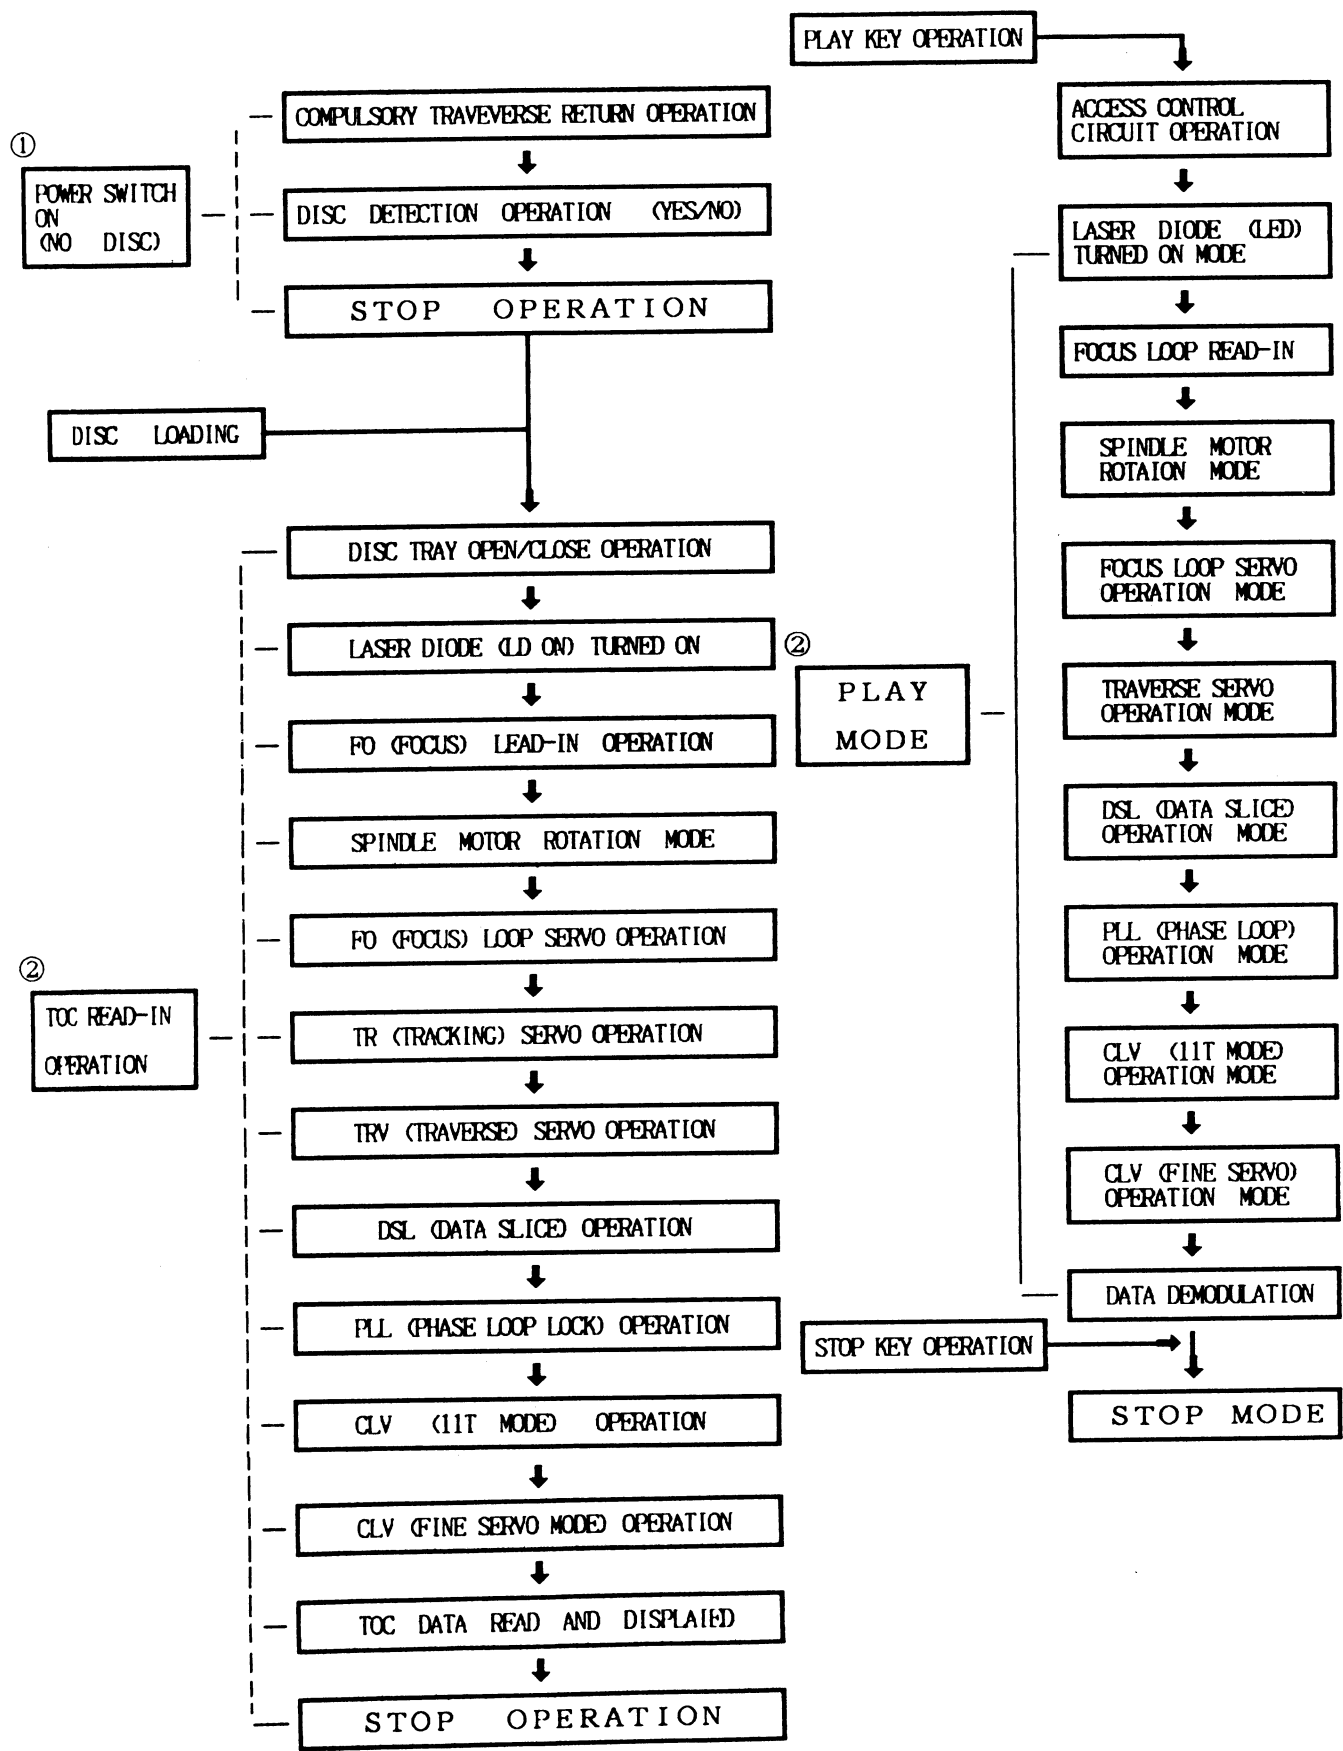 ①
POWER SWITCH
ON
(NO DISC)
COMPULSORY TRAVEVERSE RETURN OPERATION
DISC DETECTION OPERATION (YES/NO)
STOP OPERATION
DISC LOADING
②
TOC READ-IN
OPERATION
DISC TRAY OPEN/CLOSE OPERATION
LASER DIODE (LD ON) TURNED ON
FO (FOCUS) LEAD-IN OPERATION
SPINDLE MOTOR ROTATION MODE
FO (FOCUS) LOOP SERVO OPERATION
TR (TRACKING) SERVO OPERATION
TRV (TRAVERSE) SERVO OPERATION
DSL (DATA SLICE) OPERATION
PLL (PHASE LOOP LOCK) OPERATION
CLV (11T MODE) OPERATION
CLV (FINE SERVO MODE) OPERATION
TOC DATA READ AND DISPLAIED
STOP OPERATION
PLAY KEY OPERATION
ACCESS CONTROL
CIRCUIT OPERATION
②
PLAY
MODE
LASER DIODE (LED)
TURNED ON MODE
FOCUS LOOP READ-IN
SPINDLE MOTOR
ROTAION MODE
FOCUS LOOP SERVO
OPERATION MODE
TRAVERSE SERVO
OPERATION MODE
DSL (DATA SLICE)
OPERATION MODE
PLL (PHASE LOOP)
OPERATION MODE
CLV (11T MODE)
OPERATION MODE
CLV (FINE SERVO)
OPERATION MODE
DATA DEMODULATION
STOP KEY OPERATION
STOP MODE